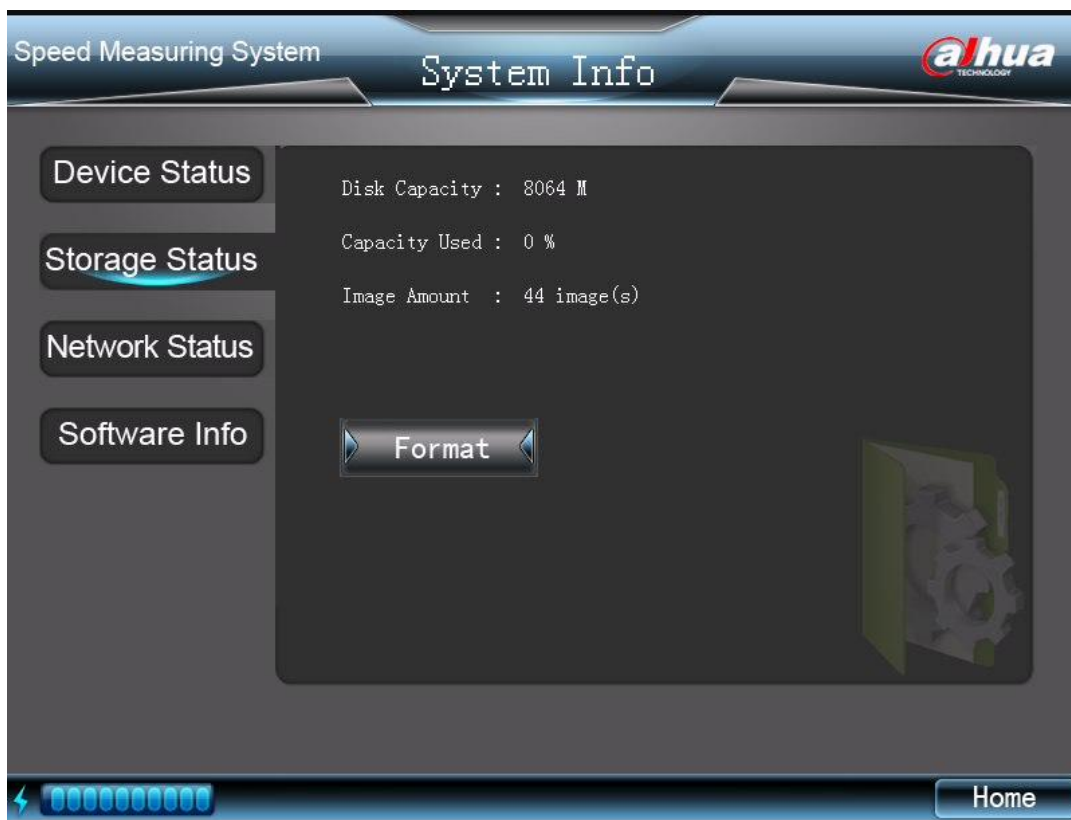 Speed Measuring System
System Info
alhua
TECHNOLOGY
Device Status
Storage Status
Network Status
Software Info
Disk Capacity : 8064 M
Capacity Used : 0 %
Image Amount : 44 image(s)
Format
Home